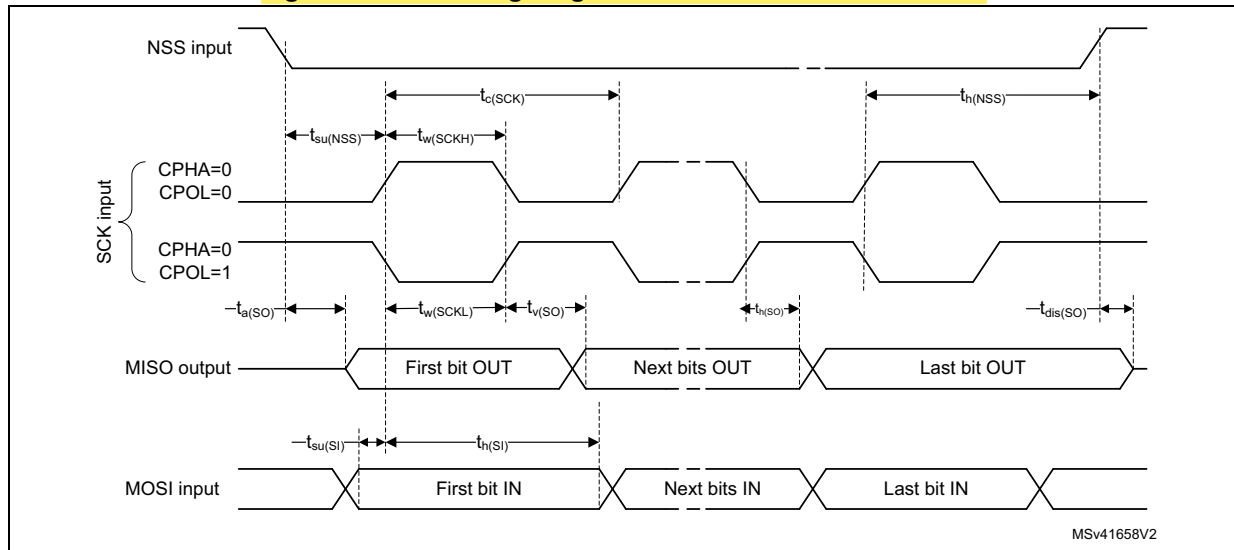 NSS input
tc(SCK)
th(NSS)
tsu(NSS)
tw(SCKH)
SCK input
CPHA=0
CPOL=0
CPHA=0
CPOL=1
ta(SO)
tw(SCKL)
tv(SO)
th(SO)
tdis(SO)
MISO output
First bit OUT
Next bits OUT
Last bit OUT
tsu(SI)
th(SI)
MOSI input
First bit IN
Next bits IN
Last bit IN
MSv41658V2